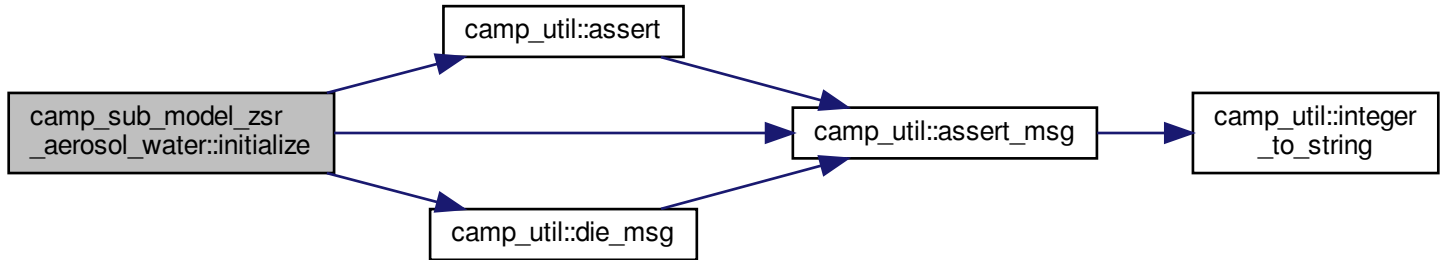 camp_util::assert
camp_sub_model_zsr
_aerosol_water::initialize
camp_util::assert_msg
camp_util::integer
_to_string
camp_util::die_msg